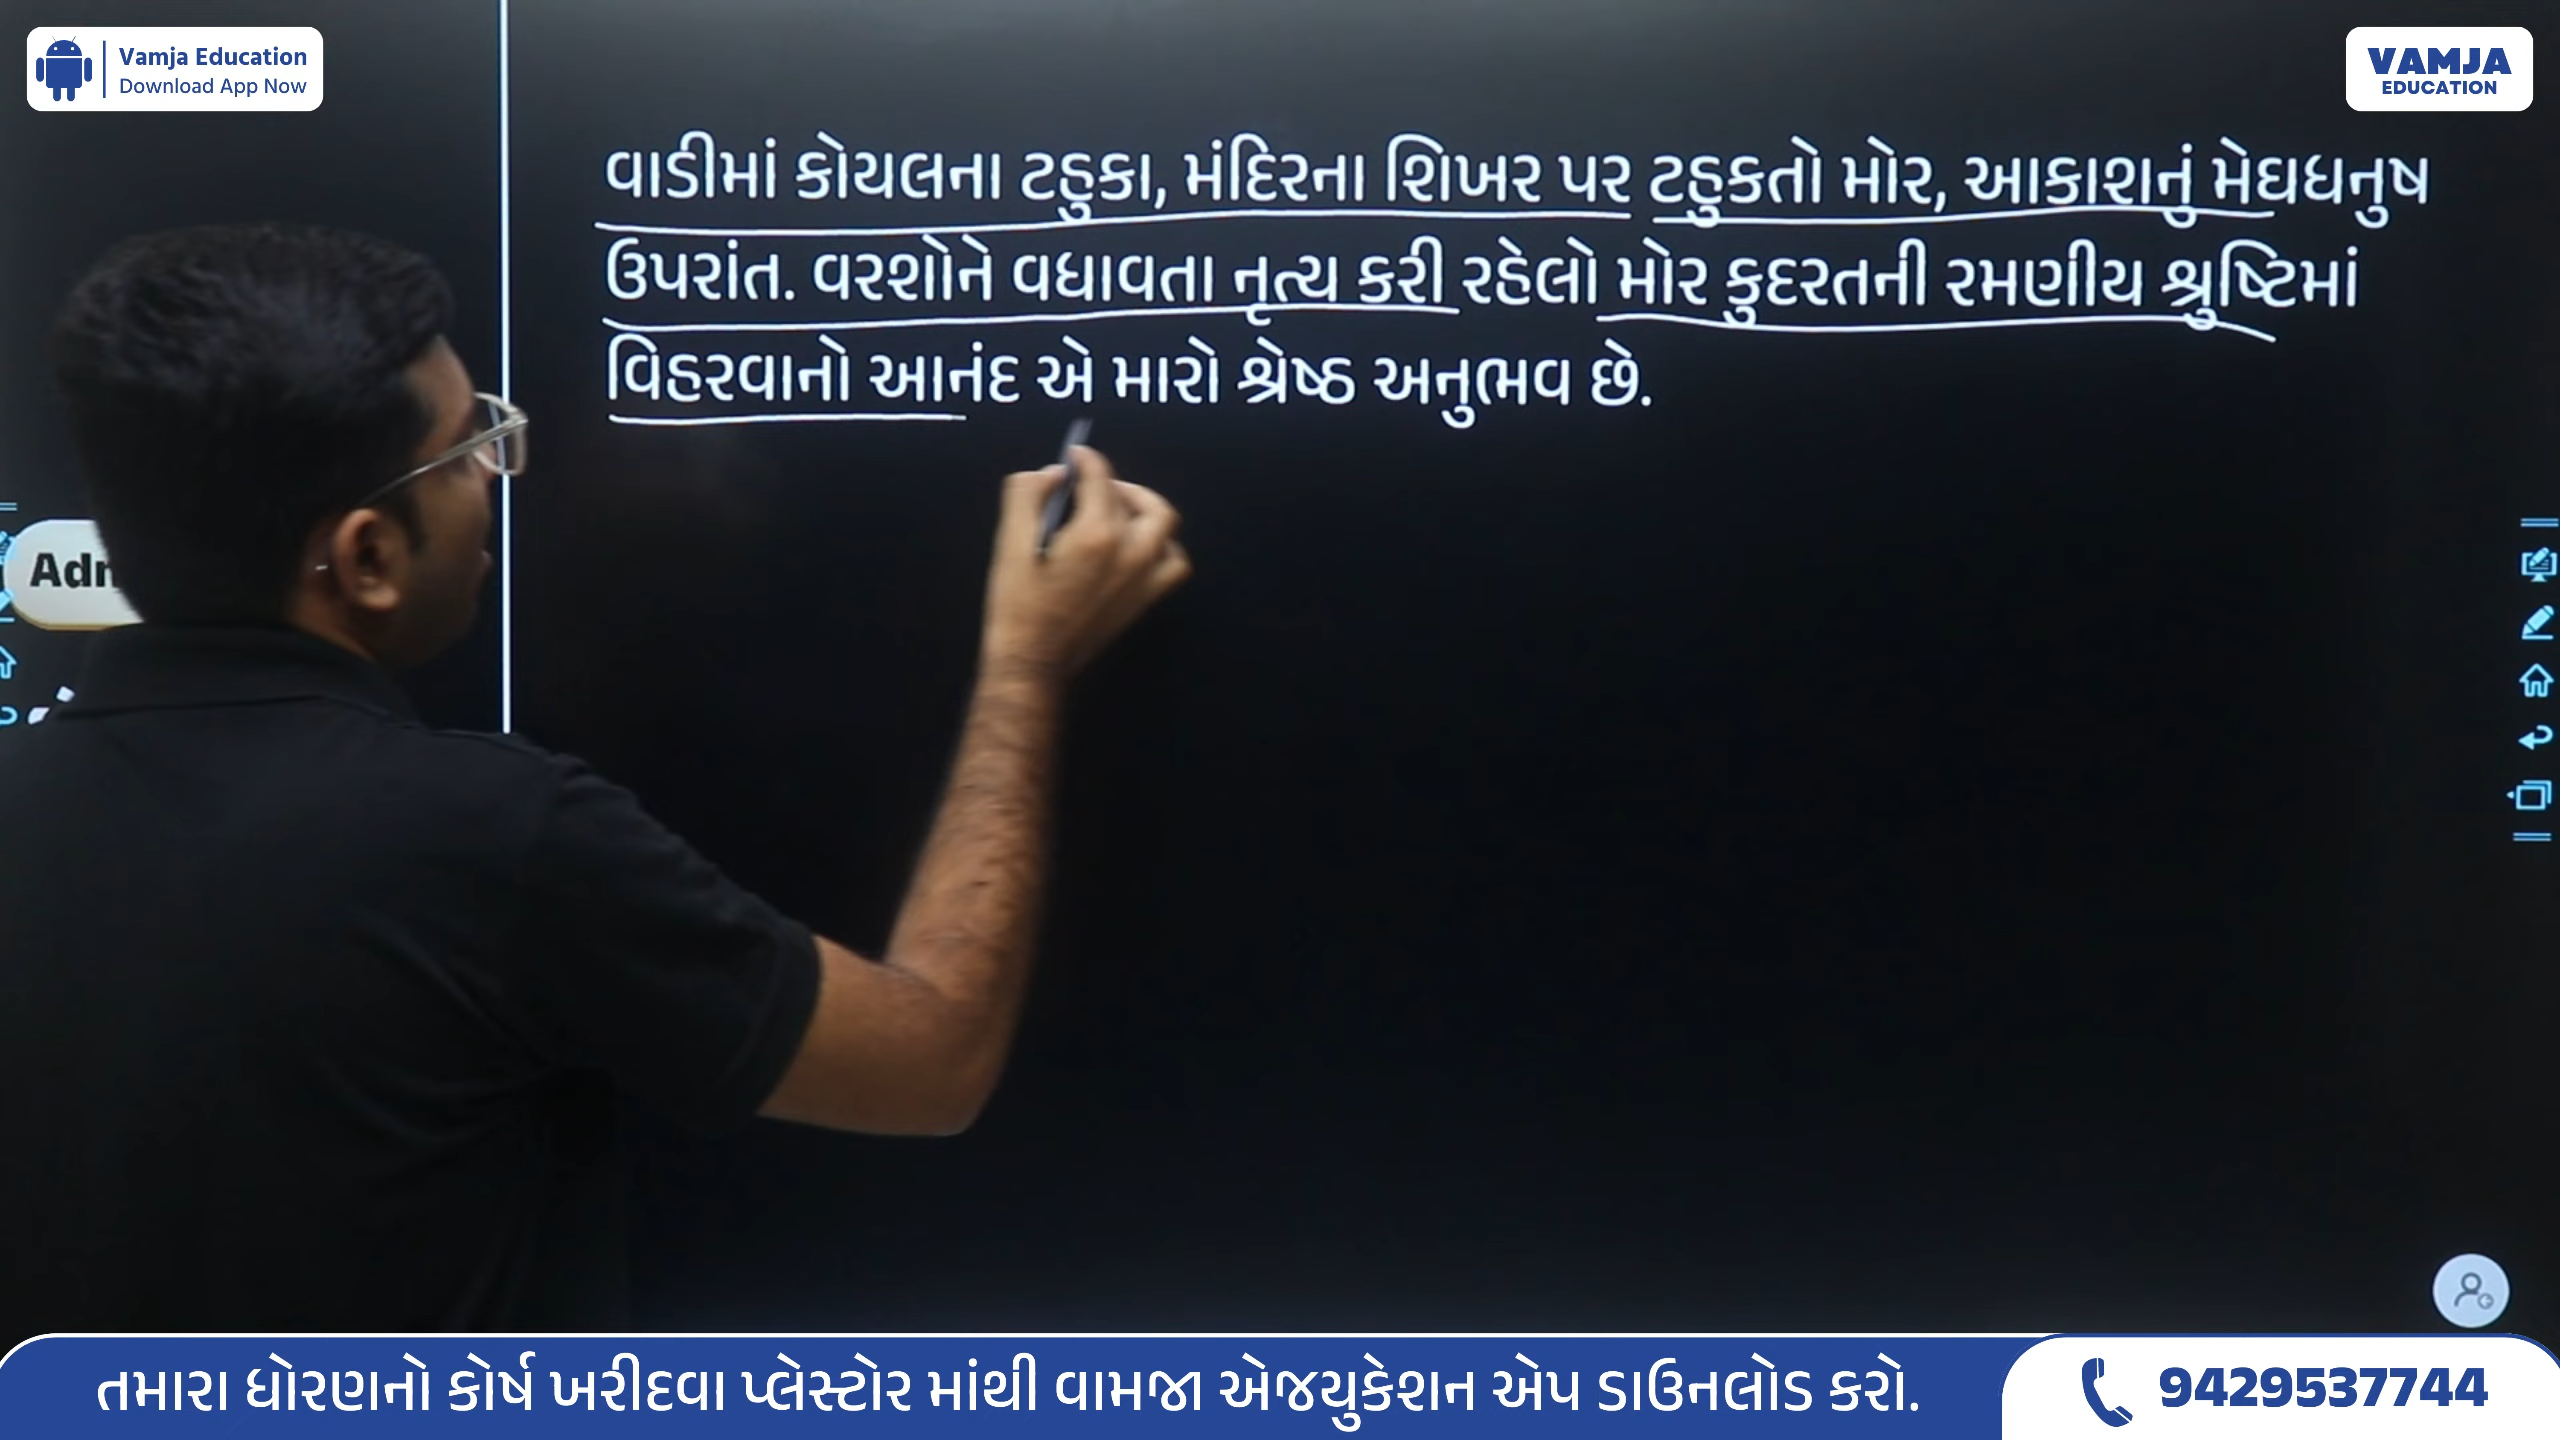 Vamja Education
Download App Now
VAMJA
EDUCATION
વાડીમાં કોયલના ટહુકા, મંદિરના શિખર પર ટહુકતો મોર, આકાશનું મેઘધનુષ
ઉપરાંત. વરશોને વધાવતા નૃત્ય કરી રહેલો મોર કુદરતની રમણીય શ્રુષ્ટિમાં
વિહરવાનો આનંદ એ મારો શ્રેષ્ઠ અનુભવ છે.
તમારા ધોરણનો કોર્ષ ખરીદવા પ્લેસ્ટોર માંથી વામજા એજયુકેશન એપ ડાઉનલોડ કરો.
9429537744